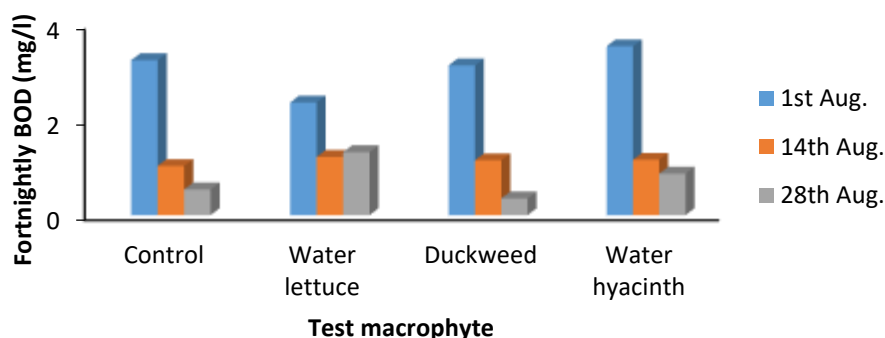 Fortnightly BOD (mg/l)
4
2
0
Control
Water lettuce
Duckweed
Water hyacinth
Test macrophyte
1st Aug.
14th Aug.
28th Aug.